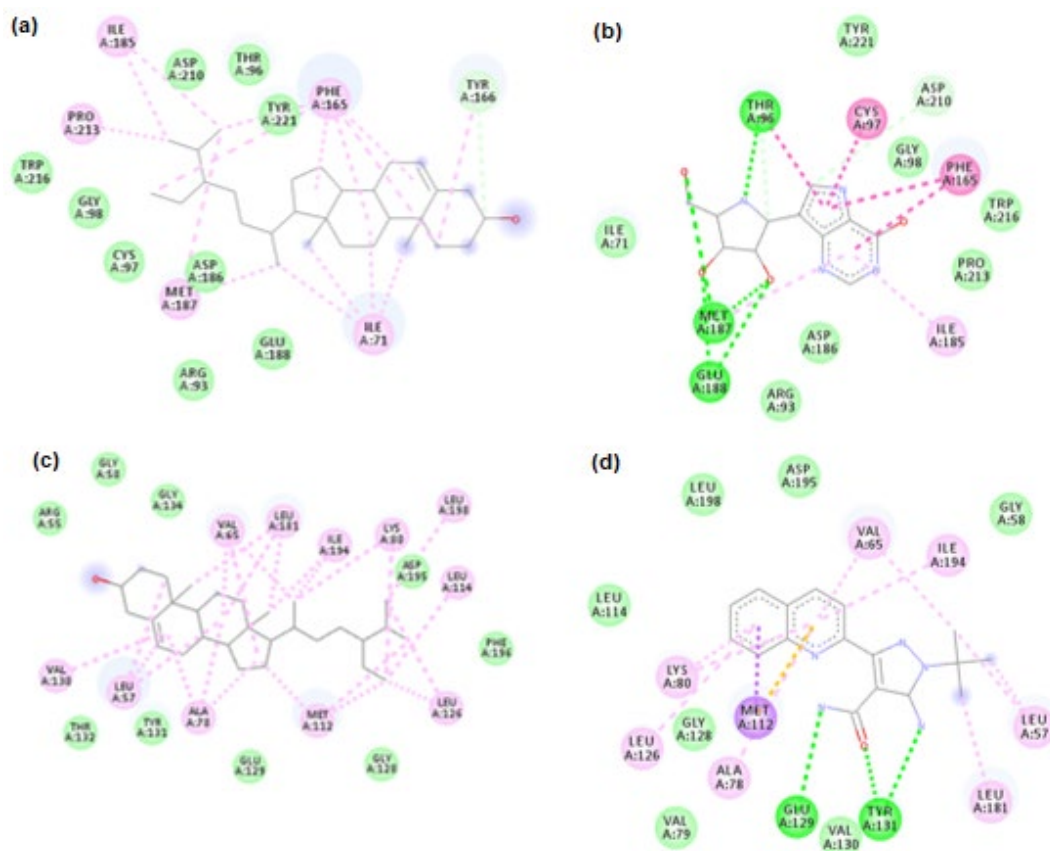 (a)
ILE
A:185
ASP
A:210
THR
A:96
PHE
A:165
TYR
A:166
PRO
A:213
TYR
A:221
TRP
A:216
GLY
A:98
CYS
A:97
ASP
A:186
MET
A:187
GLU
A:188
ILE
A:71
ARG
A:93
(b)
TYR
A:221
THR
A:96
CYS
A:97
ASP
A:210
GLY
A:98
PHE
A:165
TRP
A:216
ILE
A:71
PRO
A:213
MET
A:187
ASP
A:186
ILE
A:185
GLU
A:188
ARG
A:93
(c)
GLY
A:58
ARG
A:55
GLY
A:134
VAL
A:65
LEU
A:181
ILE
A:194
LYS
A:80
LEU
A:198
ASP
A:195
LEU
A:114
PHE
A:196
VAL
A:130
LEU
A:57
ALA
A:78
MET
A:112
LEU
A:126
THR
A:132
TYR
A:131
GLU
A:129
GLY
A:128
(d)
LEU
A:198
ASP
A:195
GLY
A:58
VAL
A:65
ILE
A:194
LEU
A:114
LYS
A:80
MET
A:112
GLY
A:128
LEU
A:126
ALA
A:78
LEU
A:57
LEU
A:181
VAL
A:79
GLU
A:129
VAL
A:130
TYR
A:131